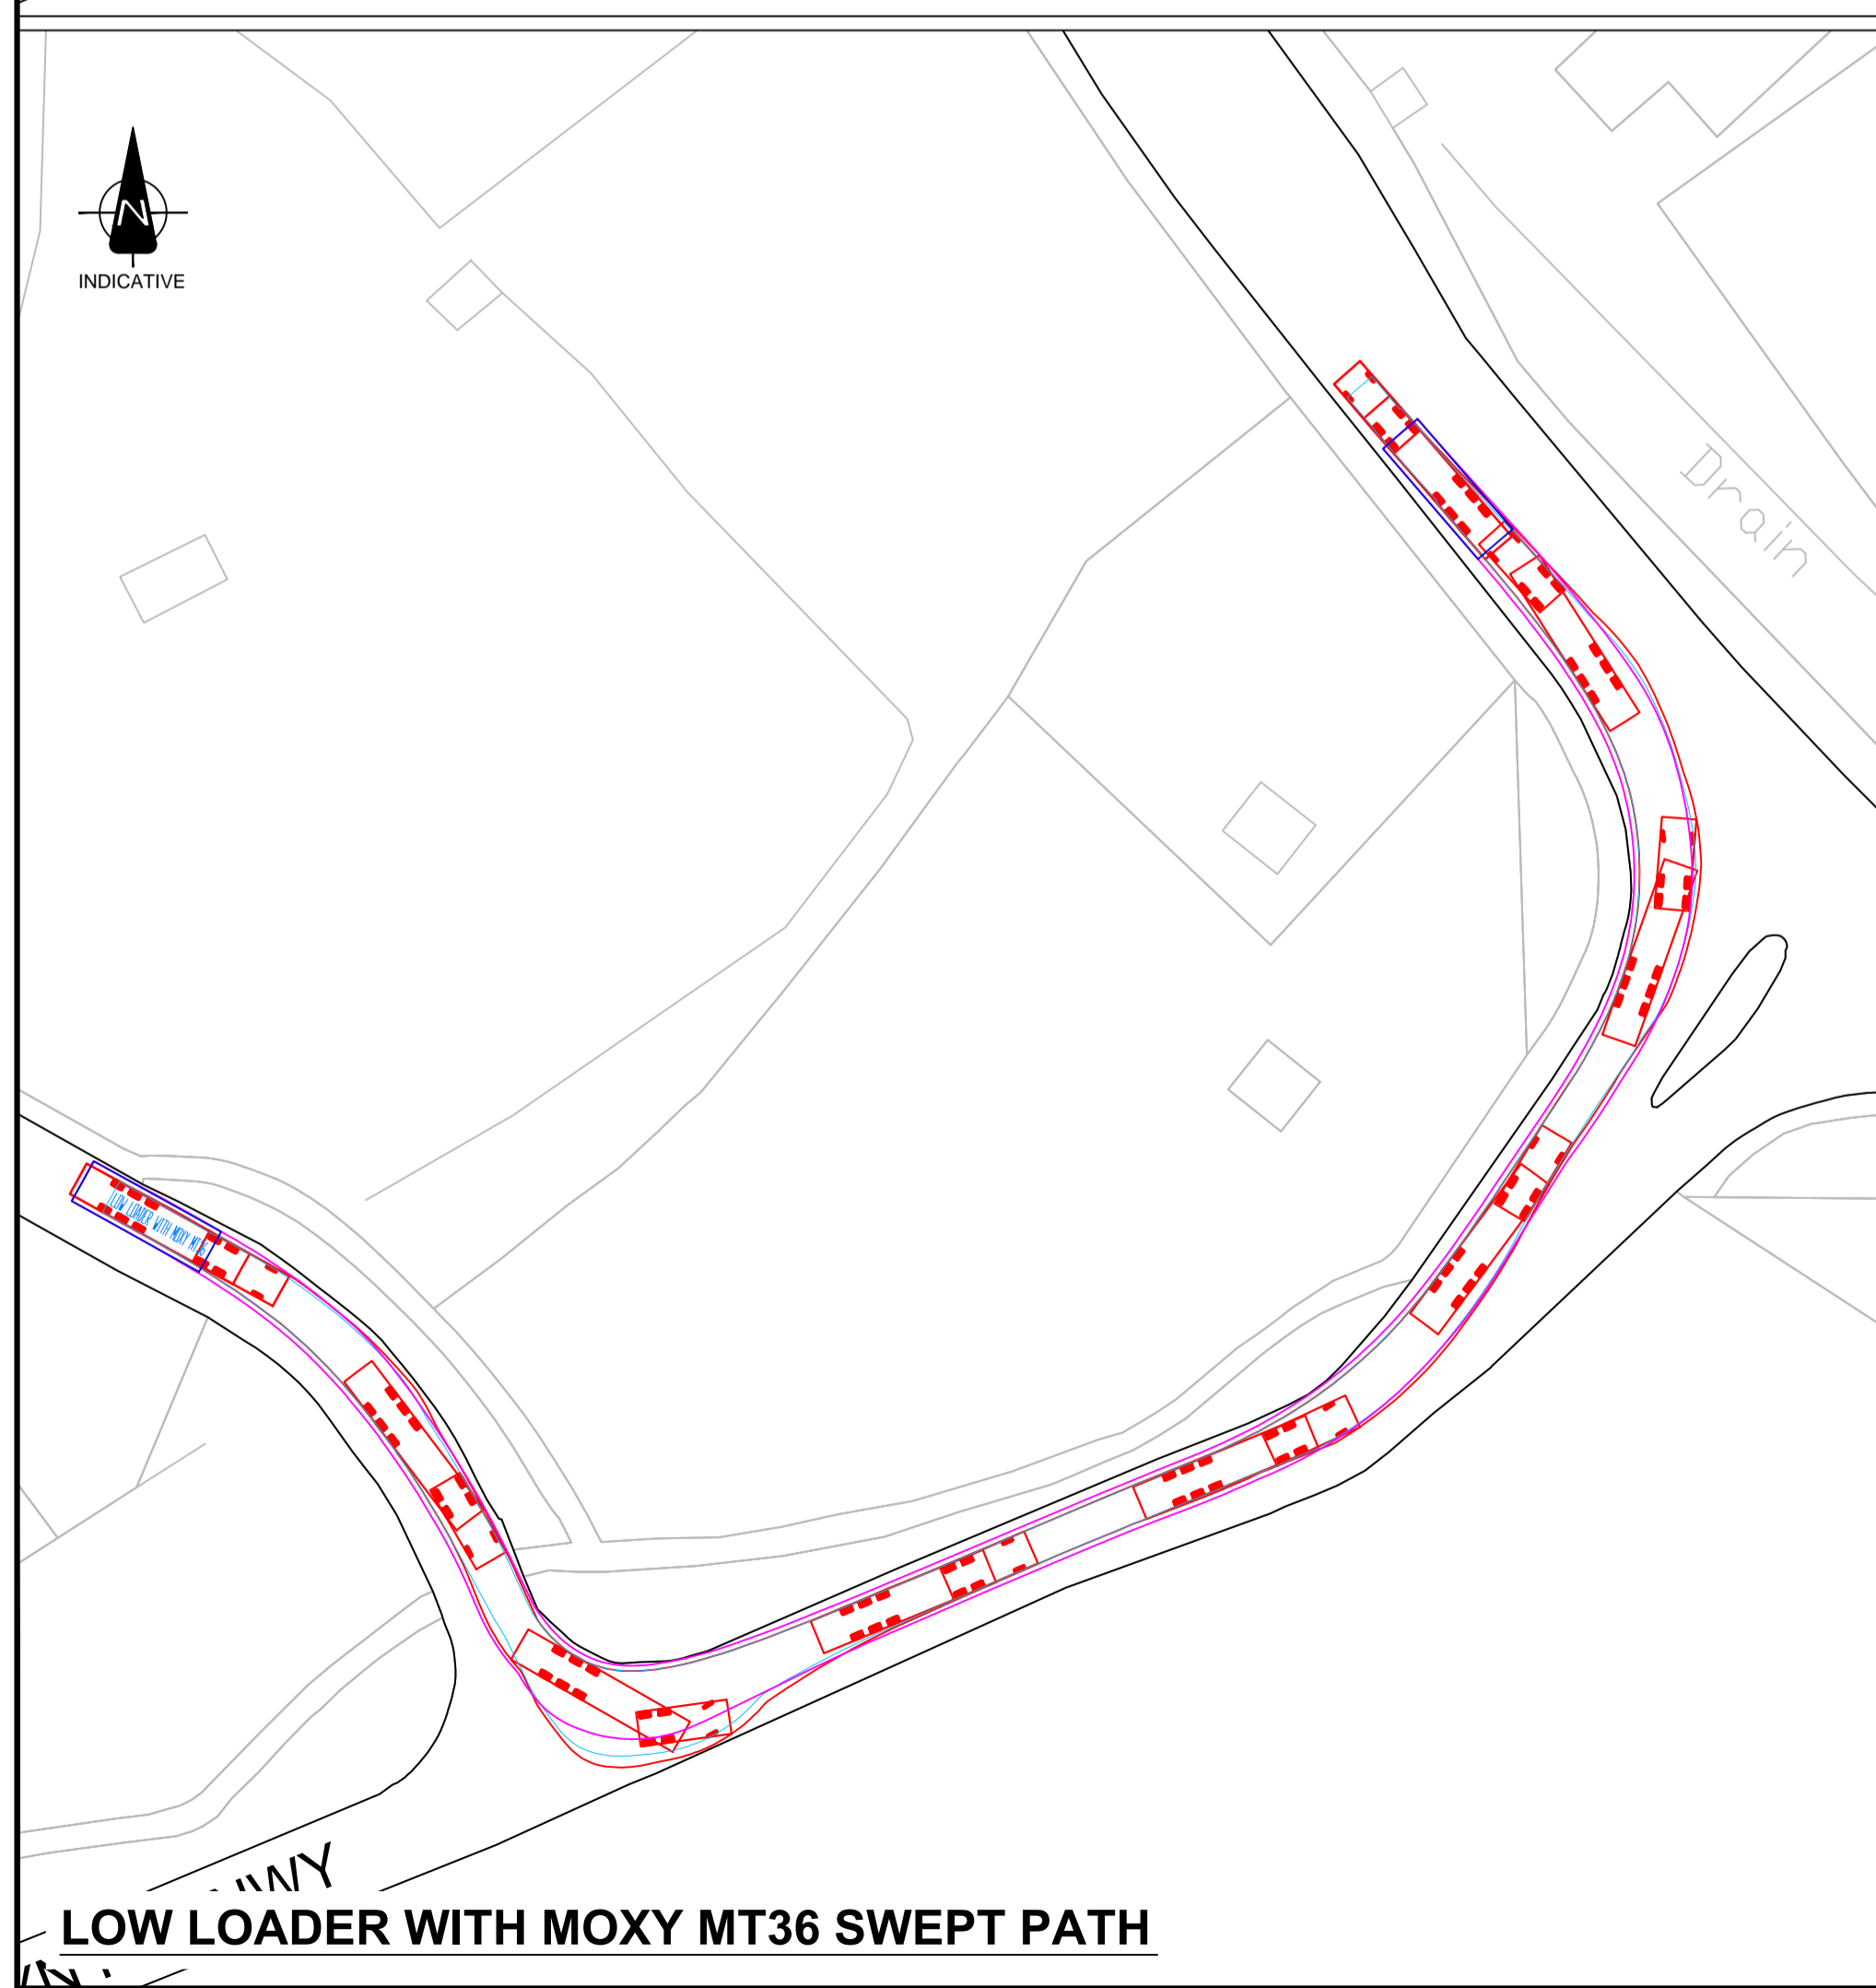 N
INDICATIVE
Drain
LOW LOADER WITH MOXY MT36
LOW LOADER WITH MOXY MT36 SWEPT PATH